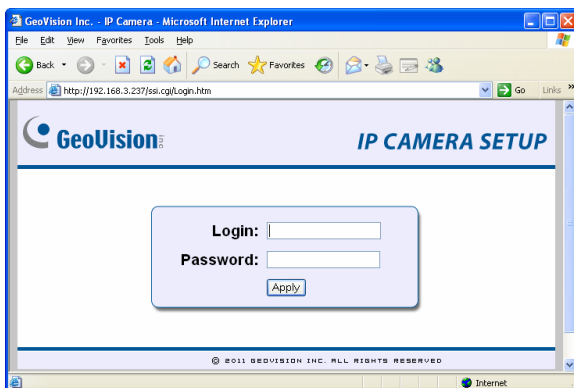 GeoVision Inc. - IP Camera - Microsoft Internet Explorer
File Edit View Favorites Tools Help
Back Search Favorites
Address http://192.168.3.237/ssi.cgi/Login.htm Go Links »
GeoVision Inc IP CAMERA SETUP
Login:
Password:
Apply
© 2011 GEOVISION INC. ALL RIGHTS RESERVED
Internet